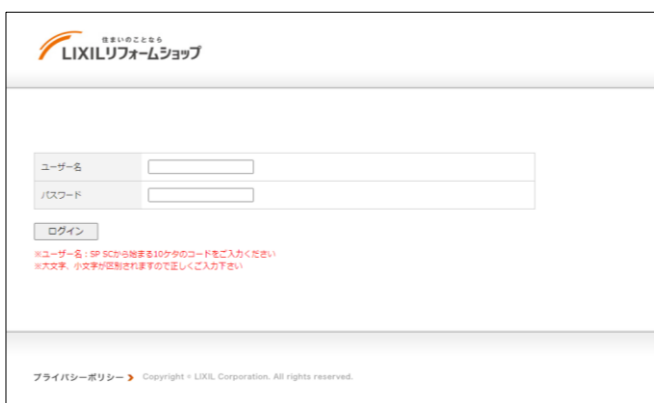 住まいのことなら
LIXILリフォームショップ
ユーザー名
パスワード
ログイン
※ユーザー名：SP SCから始まる10ケタのコードをご入力ください
※大文字、小文字が区別されますので正しくご入力下さい
プライバシーポリシー Copyright © LIXIL Corporation. All rights reserved.